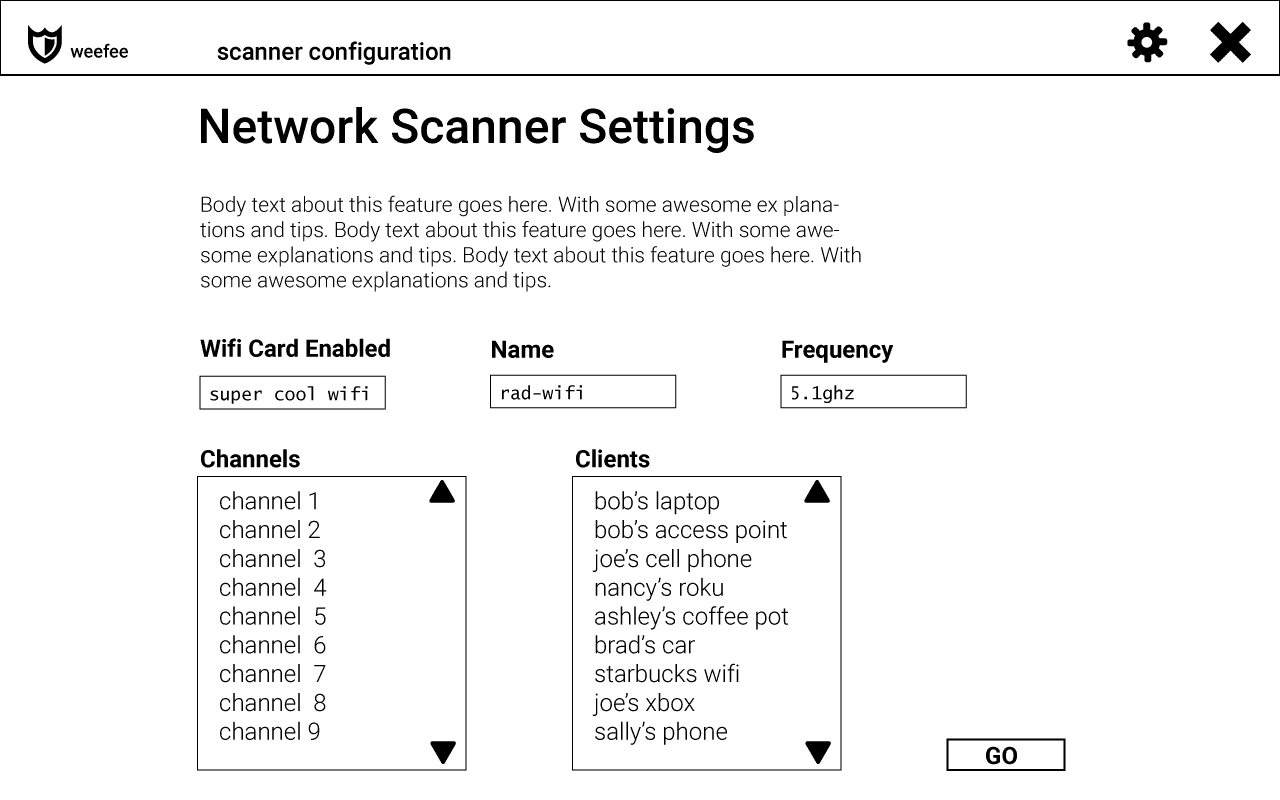 weefee
scanner configuration
Network Scanner Settings
Body text about this feature goes here. With some awesome ex plana-
tions and tips. Body text about this feature goes here. With some awe-
some explanations and tips. Body text about this feature goes here. With
some awesome explanations and tips.
Wifi Card Enabled
super cool wifi
Name
rad-wifi
Frequency
5.1ghz
Channels
channel 1
channel 2
channel  3
channel  4
channel  5
channel  6
channel  7
channel  8
channel 9
Clients
bob’s laptop
bob’s access point
joe’s cell phone
nancy’s roku
ashley’s coffee pot
brad’s car
starbucks wifi
joe’s xbox
sally’s phone
GO